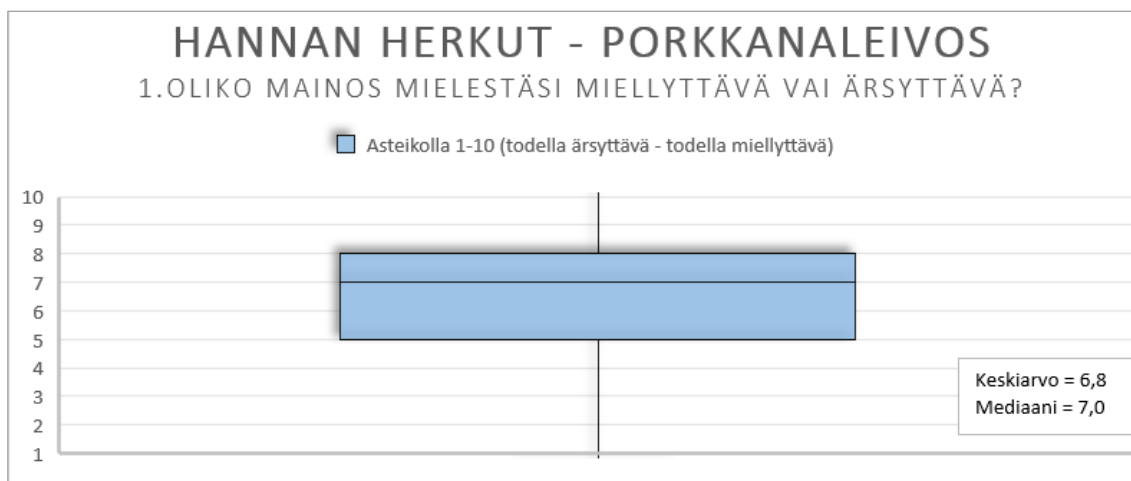 HANNAN HERKUT - PORKKANALEIVOS
1.OLIKO MAINOS MIELESTÄSI MIELLYTTÄVÄ VAI ÄRSYTTÄVÄ?
Asteikolla 1-10 (todella ärsyttävä - todella miellyttävä)
10
9
8
7
6
5
4
3
2
1
Keskiarvo = 6,8
Mediaani = 7,0